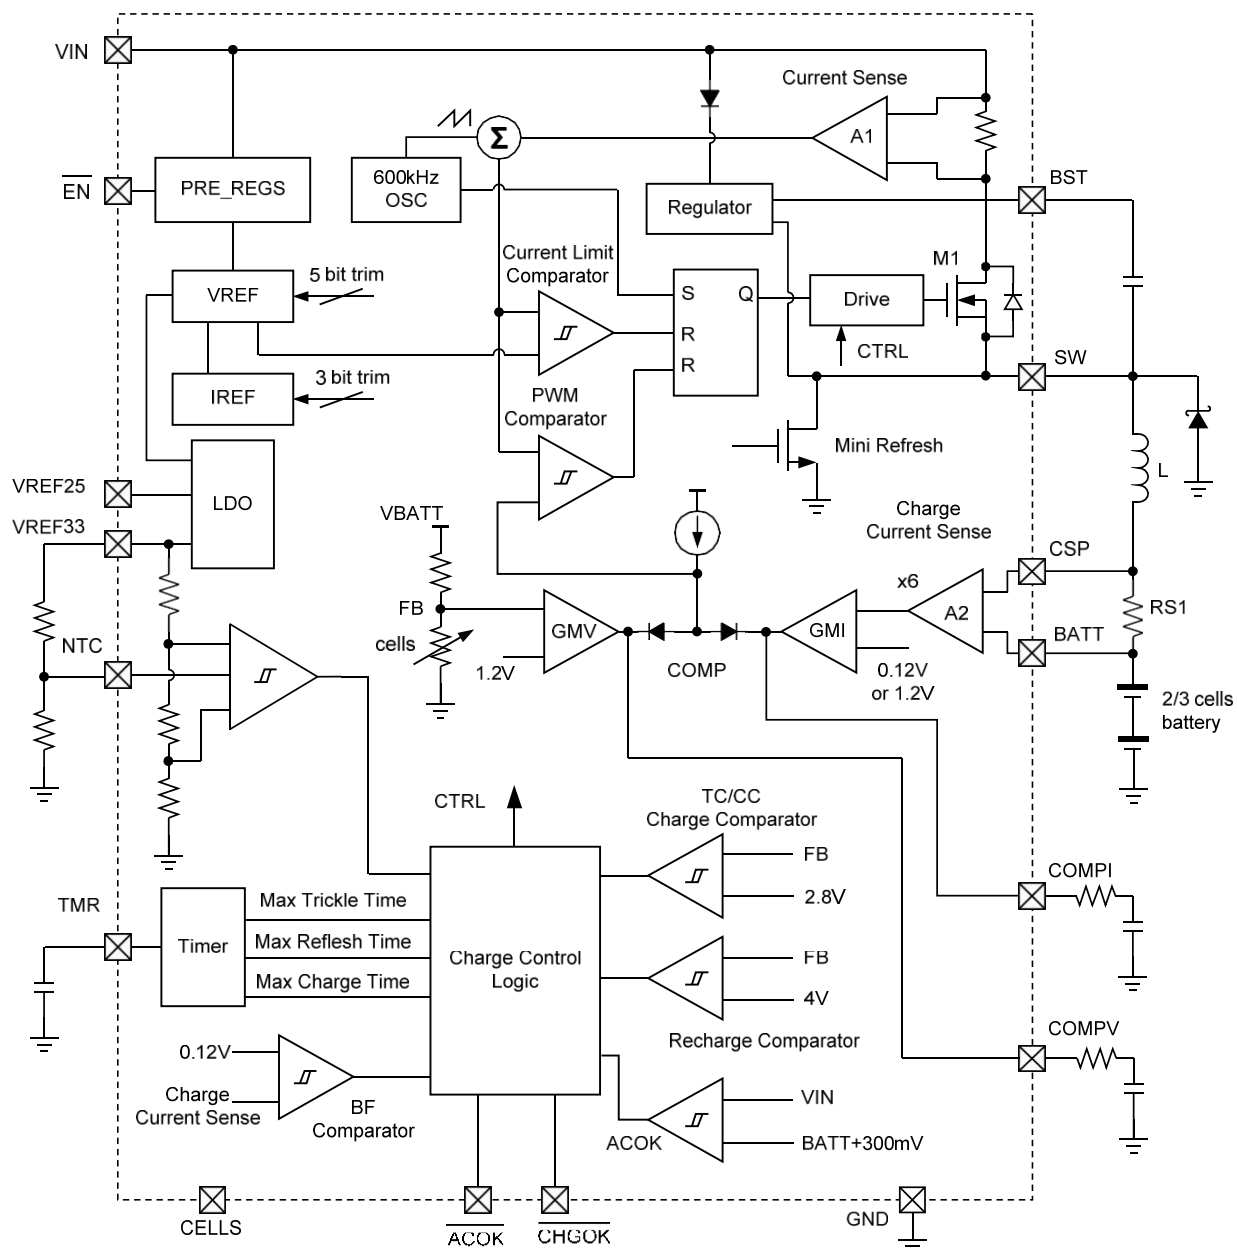 VIN
Current Sense
Σ
A1
EN
PRE_REGS
600kHz
OSC
Regulator
BST
Current Limit
Comparator
M1
5 bit trim
VREF
S
Q
Drive
R
CTRL
SW
R
3 bit trim
IREF
PWM
Comparator
Mini Refresh
L
VREF25
LDO
VREF33
VBATT
Charge
Current Sense
CSP
x6
FB
GMV
GMI
A2
RS1
NTC
cells
COMP
BATT
1.2V
0.12V
or 1.2V
2/3 cells
battery
CTRL
TC/CC
Charge Comparator
FB
2.8V
COMPI
TMR
Max Trickle Time
Timer
Max Reflesh Time
Max Charge Time
Charge Control
Logic
FB
4V
Recharge Comparator
COMPV
0.12V
Charge
Current Sense
BF
Comparator
VIN
ACOK
BATT+300mV
CELLS
ACOK
CHGOK
GND